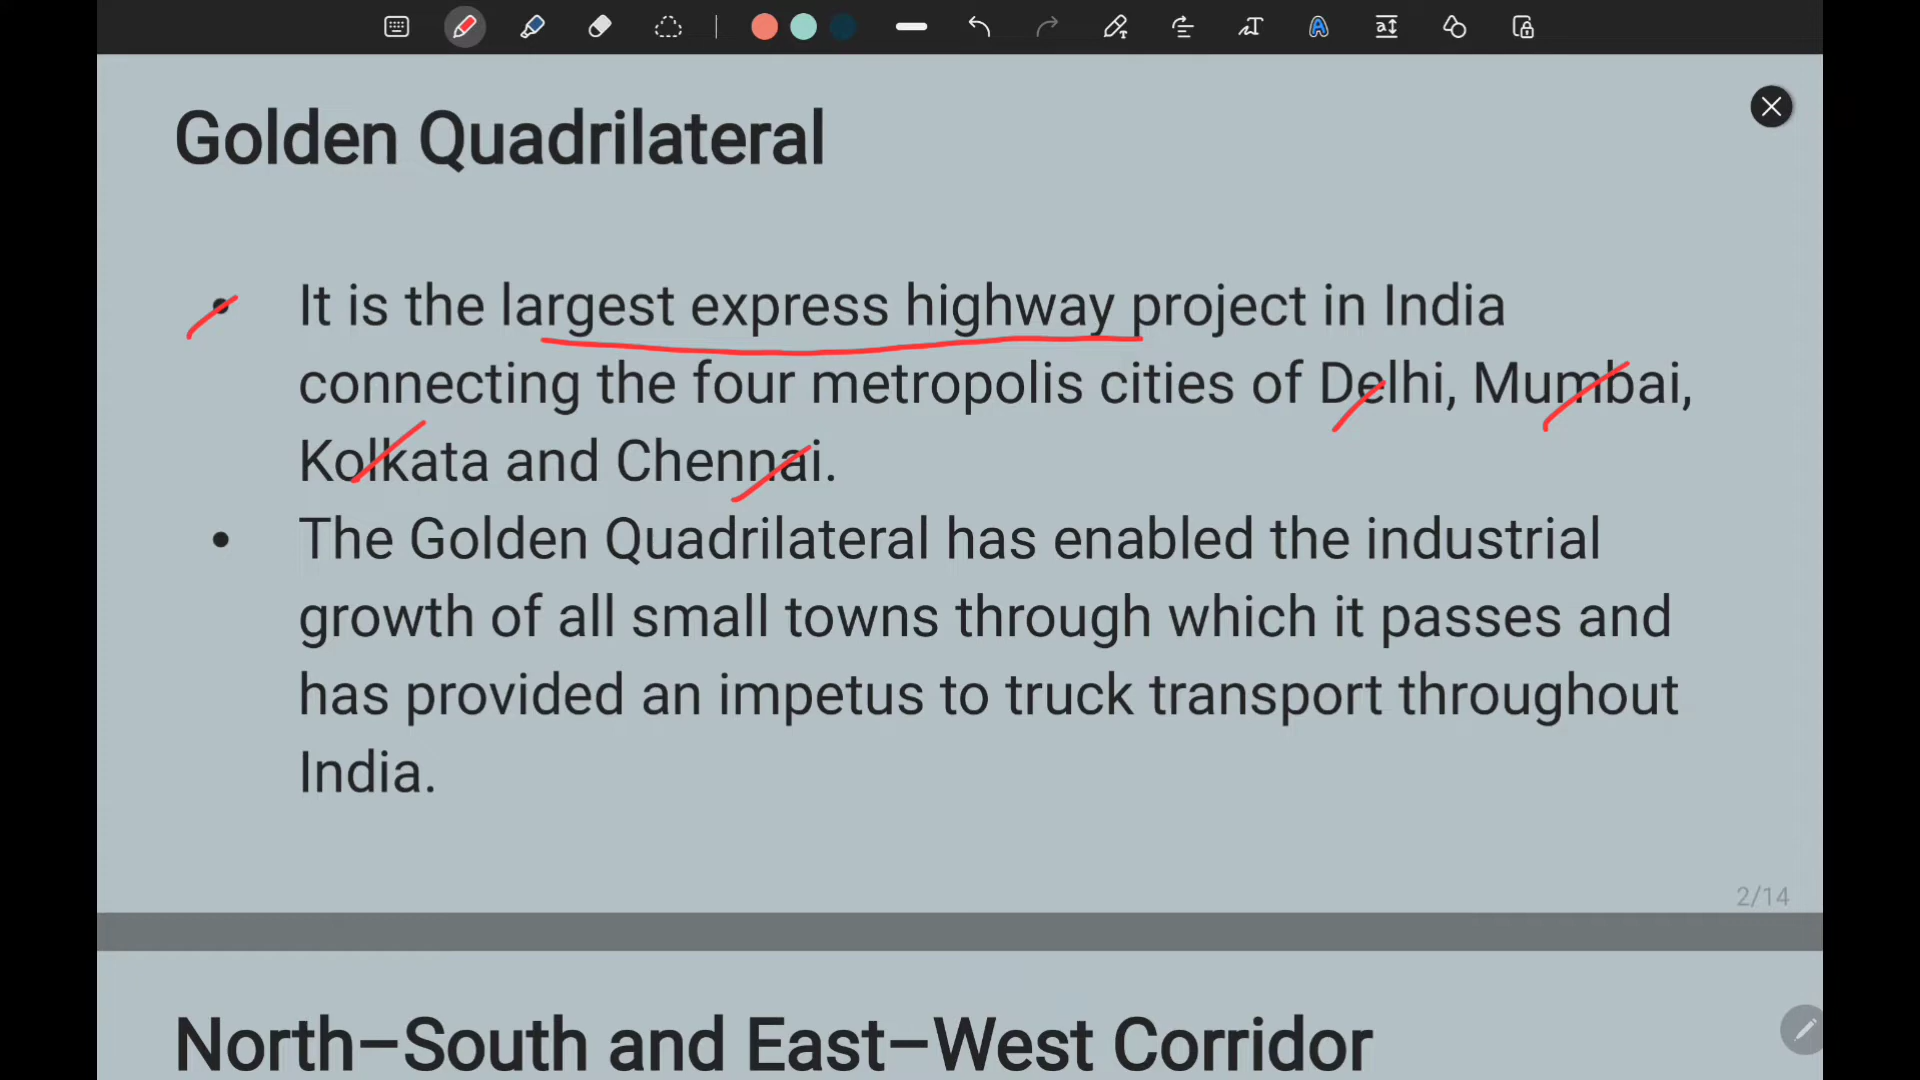 Golden Quadrilateral
• It is the largest express highway project in India
connecting the four metropolis cities of Delhi, Mumbai,
Kolkata and Chennai.
• The Golden Quadrilateral has enabled the industrial
growth of all small towns through which it passes and
has provided an impetus to truck transport throughout
India.
2/14
North–South and East–West Corridor